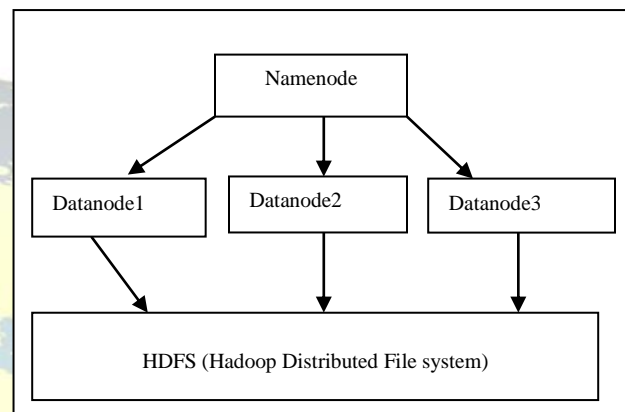 Namenode
Datanode1
Datanode2
Datanode3
HDFS (Hadoop Distributed File system)